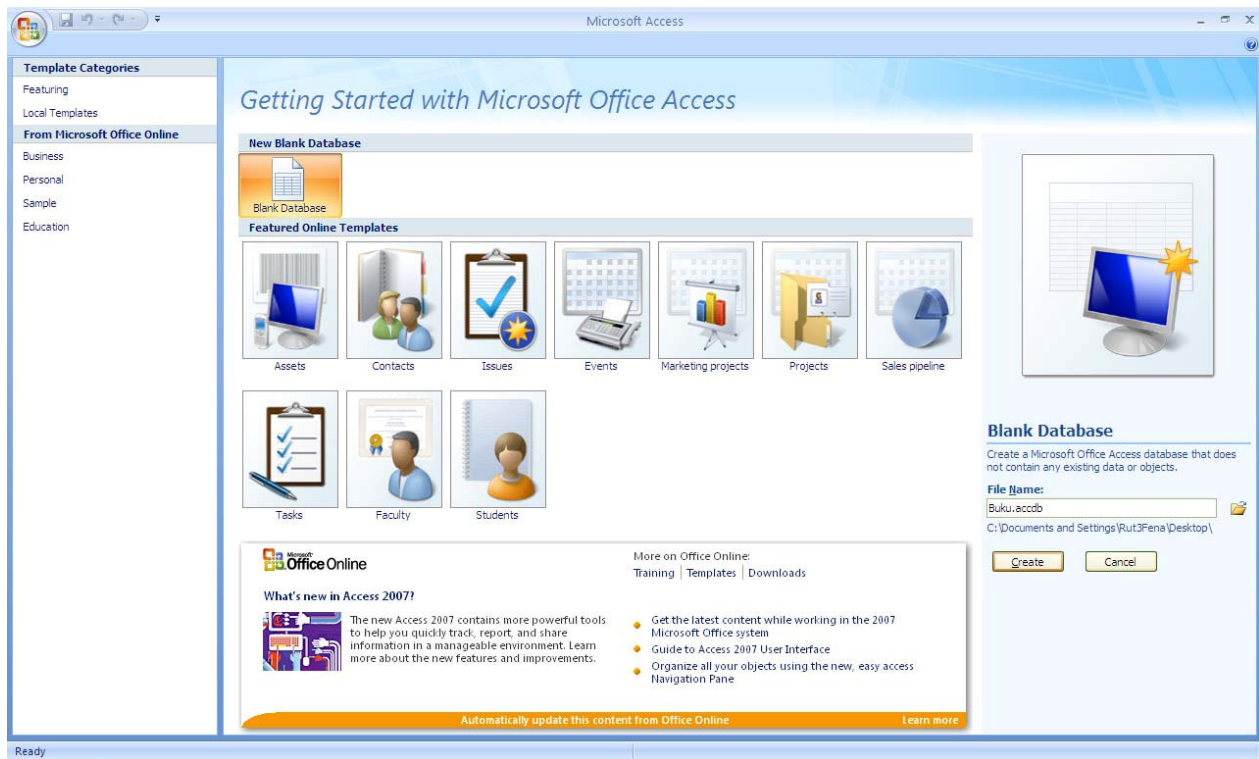 Microsoft Access
Template Categories
Featuring
Local Templates
From Microsoft Office Online
Business
Personal
Sample
Education
Getting Started with Microsoft Office Access
New Blank Database
Blank Database
Featured Online Templates
Assets
Contacts
Issues
Events
Marketing projects
Projects
Sales pipeline
Tasks
Faculty
Students
Microsoft
Office Online
More on Office Online:
Training | Templates | Downloads
What's new in Access 2007?
The new Access 2007 contains more powerful tools
to help you quickly track, report, and share
information in a manageable environment. Learn
more about the new features and improvements.
Get the latest content while working in the 2007
Microsoft Office system
Guide to Access 2007 User Interface
Organize all your objects using the new, easy access
Navigation Pane
Automatically update this content from Office Online
Learn more
Blank Database
Create a Microsoft Office Access database that does
not contain any existing data or objects.
File Name:
Buku.accdb
C:\Documents and Settings\Rut3Fena\Desktop\
Create
Cancel
Ready